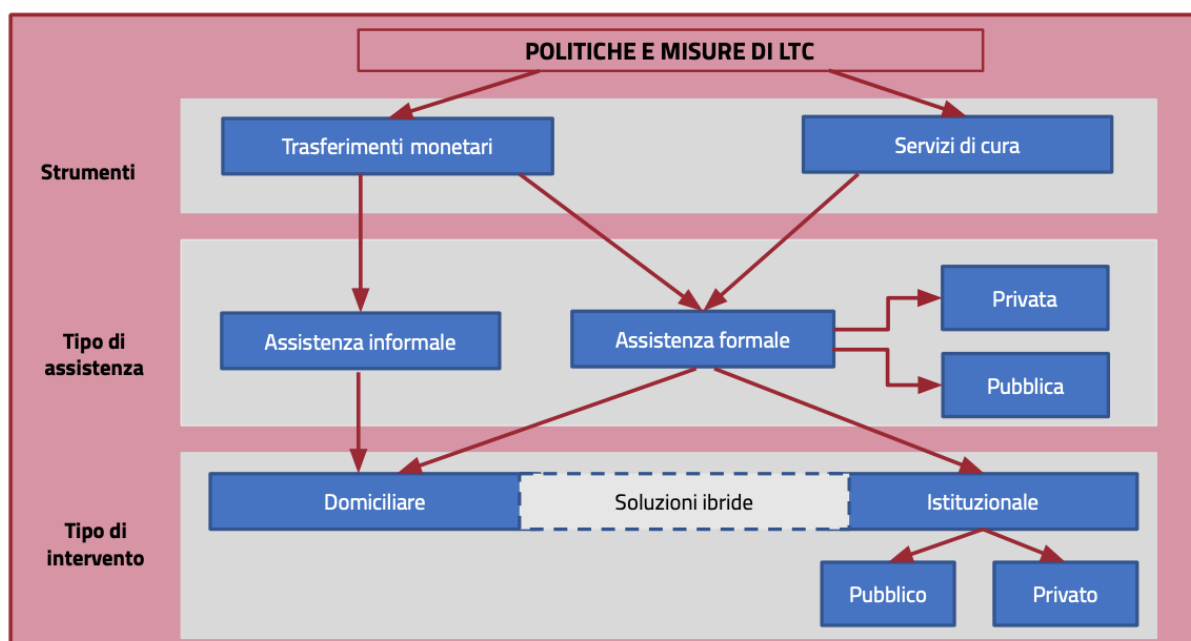 POLITICHE E MISURE DI LTC
Strumenti
Trasferimenti monetari
Servizi di cura
Tipo di
assistenza
Assistenza informale
Assistenza formale
Privata
Pubblica
Tipo di
intervento
Domiciliare
Soluzioni ibride
Istituzionale
Pubblico
Privato